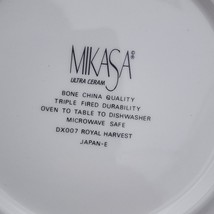 MIKASA®
ULTRA CERAM
BONE CHINA QUALITY
TRIPLE FIRED DURABILITY
OVEN TO TABLE TO DISHWASHER
MICROWAVE SAFE
DX007 ROYAL HARVEST
JAPAN-E